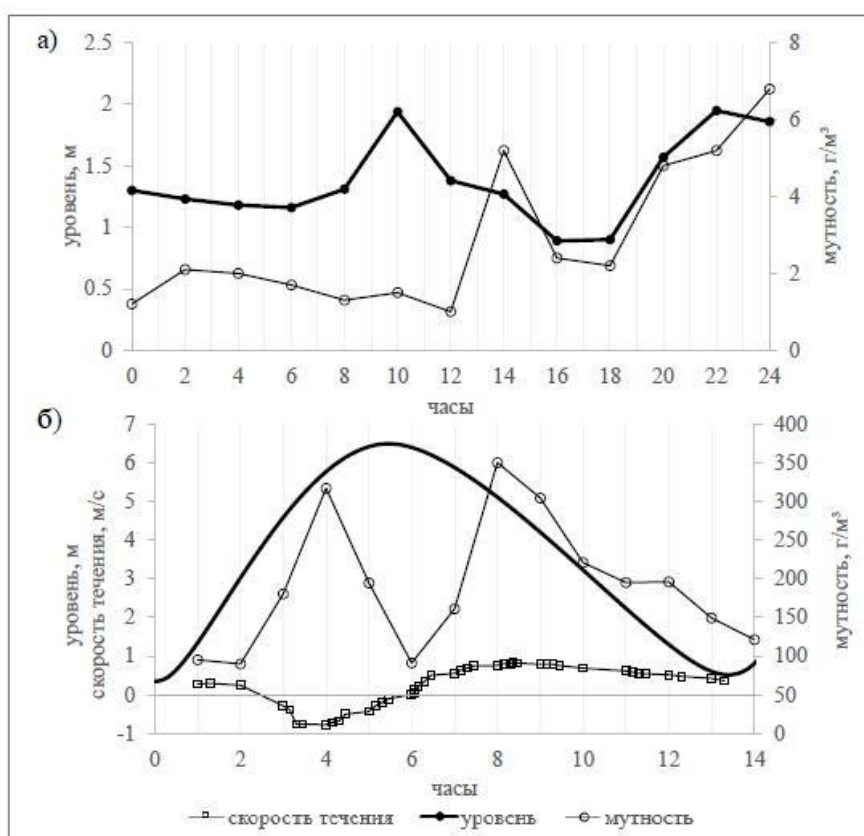 а)
2.5
2
1.5
1
0.5
0
8
6
4
2
0
уровень, м
мутность, г/м³
0 2 4 6 8 10 12 14 16 18 20 22 24
часы
б)
7
6
5
4
3
2
1
0
-1
400
350
300
250
200
150
100
50
0
уровень, м
скорость течения, м/с
мутность, г/м³
0 2 4 6 8 10 12 14
часы
скорость течения уровень мутность